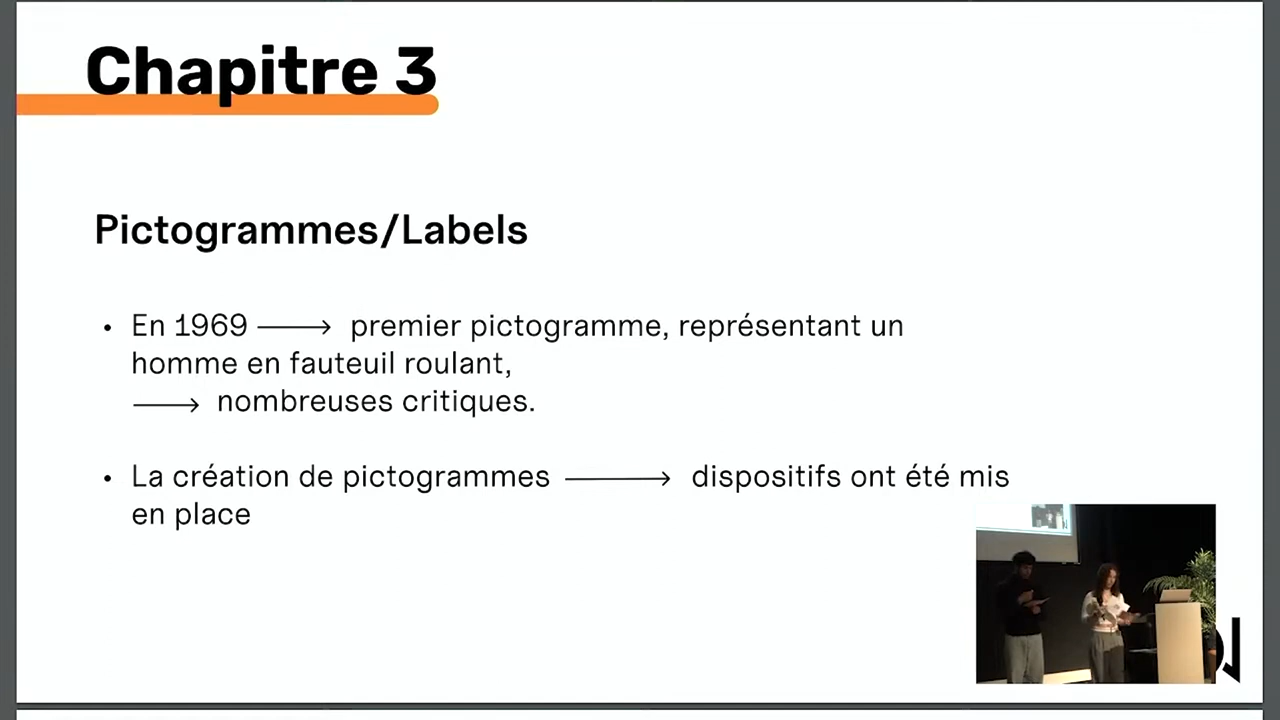 Chapitre 3
Pictogrammes/Labels
• En 1969 ⟶ premier pictogramme, représentant un
homme en fauteuil roulant,
⟶ nombreuses critiques.
• La création de pictogrammes ⟶ dispositifs ont été mis
en place